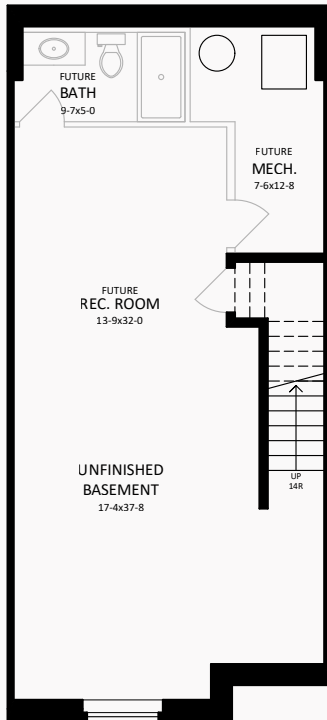 FUTURE
BATH
9-7x5-0
FUTURE
MECH.
7-6x12-8
FUTURE
REC. ROOM
13-9x32-0
UNFINISHED
BASEMENT
17-4x37-8
UP
14R